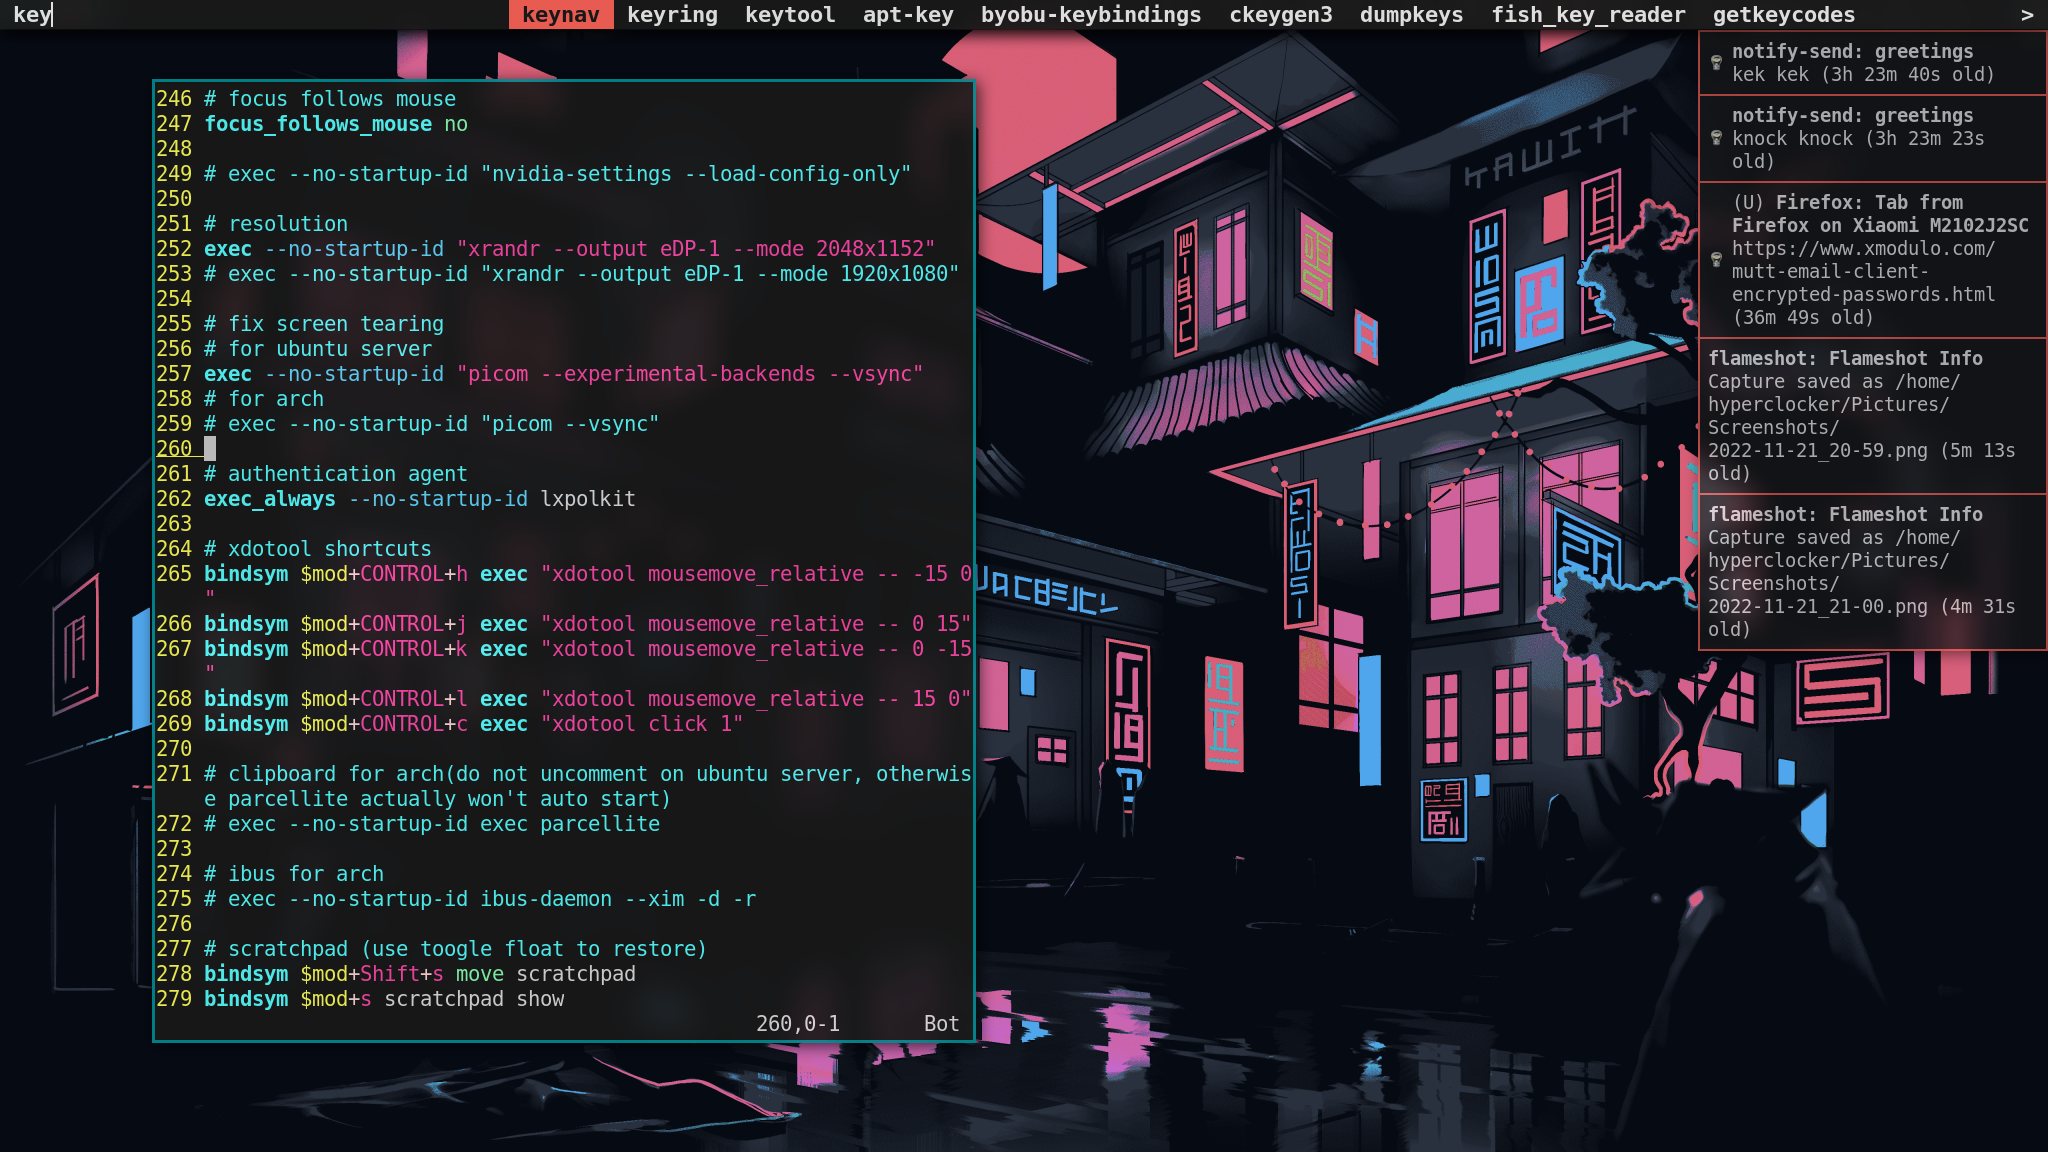 key keynav keyring keytool apt-key byobu-keybindings ckeygen3 dumpkeys fish_key_reader getkeycodes >
246 # focus follows mouse
247 focus_follows_mouse no
248
249 # exec --no-startup-id "nvidia-settings --load-config-only"
250
251 # resolution
252 exec --no-startup-id "xrandr --output eDP-1 --mode 2048x1152"
253 # exec --no-startup-id "xrandr --output eDP-1 --mode 1920x1080"
254
255 # fix screen tearing
256 # for ubuntu server
257 exec --no-startup-id "picom --experimental-backends --vsync"
258 # for arch
259 # exec --no-startup-id "picom --vsync"
260
261 # authentication agent
262 exec_always --no-startup-id lxpolkit
263
264 # xdotool shortcuts
265 bindsym $mod+CONTROL+h exec "xdotool mousemove_relative -- -15 0
"
266 bindsym $mod+CONTROL+j exec "xdotool mousemove_relative -- 0 15"
267 bindsym $mod+CONTROL+k exec "xdotool mousemove_relative -- 0 -15
"
268 bindsym $mod+CONTROL+l exec "xdotool mousemove_relative -- 15 0"
269 bindsym $mod+CONTROL+c exec "xdotool click 1"
270
271 # clipboard for arch(do not uncomment on ubuntu server, otherwis
e parcellite actually won't auto start)
272 # exec --no-startup-id exec parcellite
273
274 # ibus for arch
275 # exec --no-startup-id ibus-daemon --xim -d -r
276
277 # scratchpad (use toogle float to restore)
278 bindsym $mod+Shift+s move scratchpad
279 bindsym $mod+s scratchpad show
260,0-1 Bot
notify-send: greetings
kek kek (3h 23m 40s old)
notify-send: greetings
knock knock (3h 23m 23s
old)
(U) Firefox: Tab from
Firefox on Xiaomi M2102J2SC
https://www.xmodulo.com/
mutt-email-client-
encrypted-passwords.html
(36m 49s old)
flameshot: Flameshot Info
Capture saved as /home/
hyperclocker/Pictures/
Screenshots/
2022-11-21_20-59.png (5m 13s
old)
flameshot: Flameshot Info
Capture saved as /home/
hyperclocker/Pictures/
Screenshots/
2022-11-21_21-00.png (4m 31s
old)